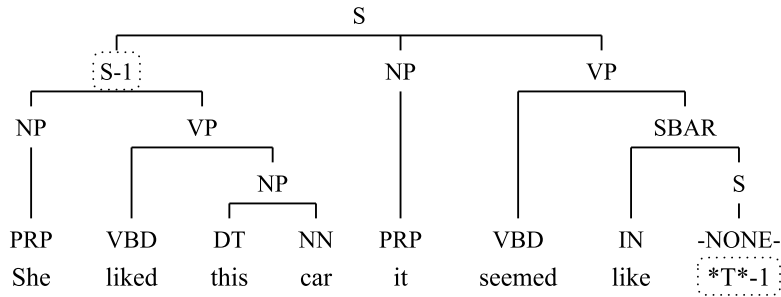 S
S-1 NP VP
NP VP SBAR
NP S
PRP VBD DT NN PRP VBD IN -NONE-
She liked this car it seemed like *T*-1